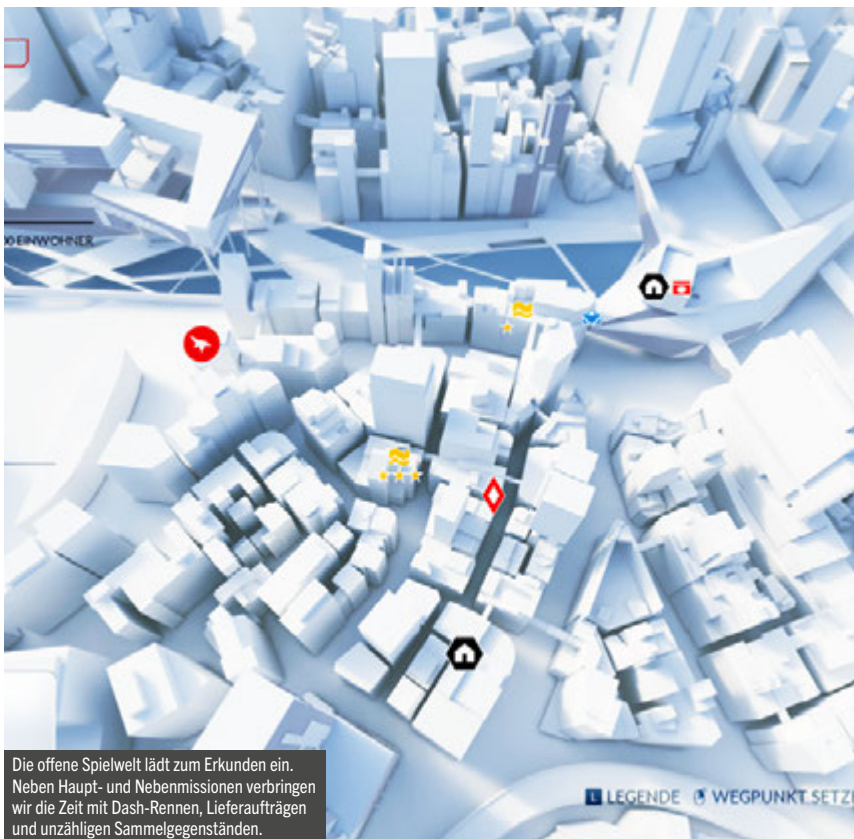 EINWOHNER
L LEGENDE WEGPUNKT SETZ
Die offene Spielwelt lädt zum Erkunden ein.
Neben Haupt- und Nebenmissionen verbringen
wir die Zeit mit Dash-Rennen, Lieferaufträgen
und unzähligen Sammelgegenständen.